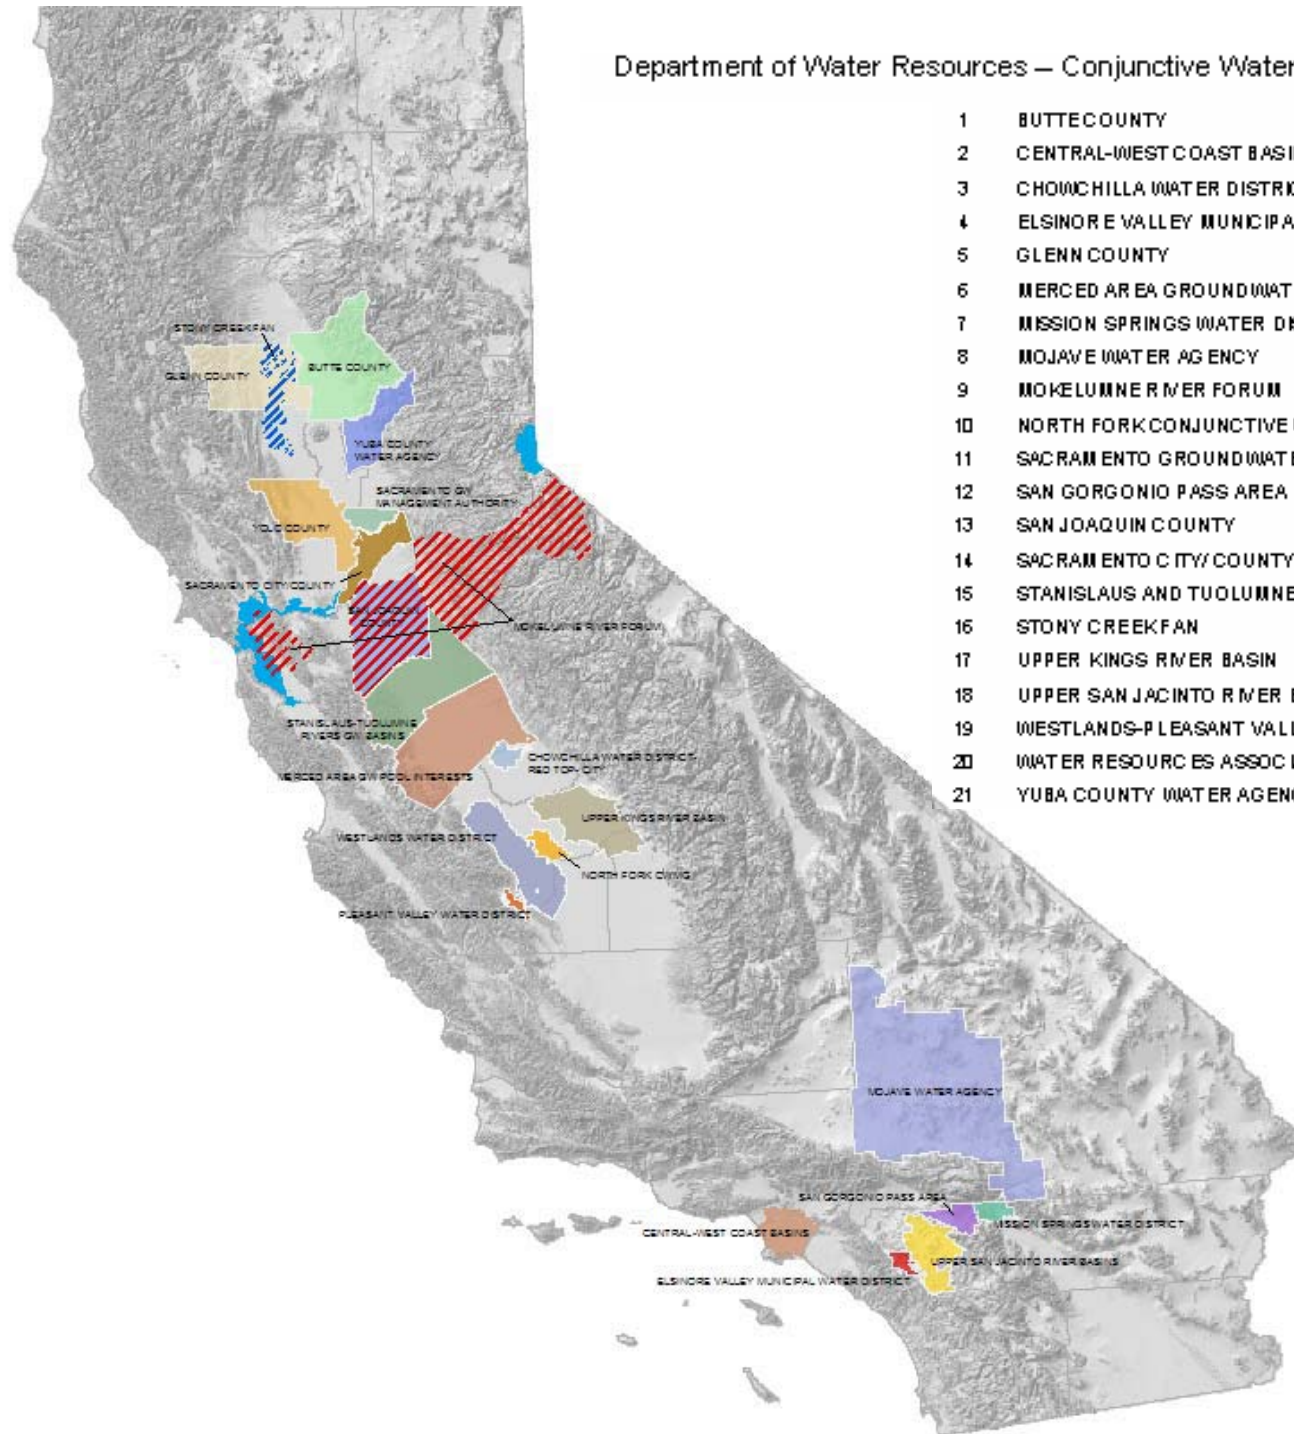 Department of Water Resources – Conjunctive Water
1 BUTTE COUNTY
2 CENTRAL-WEST COAST BASI
3 CHOWCHILLA WATER DISTRI
4 ELSINORE VALLEY MUNICIPA
5 GLENN COUNTY
6 MERCED AREA GROUNDWAT
7 MISSION SPRINGS WATER DI
8 MOJAVE WATER AGENCY
9 MOKELUMNE RIVER FORUM
10 NORTH FORK CONJUNCTIVE
11 SACRAMENTO GROUNDWATE
12 SAN GORGONIO PASS AREA
13 SAN JOAQUIN COUNTY
14 SACRAMENTO CITY/COUNTY
15 STANISLAUS AND TUOLUMNE
16 STONY CREEK FAN
17 UPPER KINGS RIVER BASIN
18 UPPER SAN JACINTO RIVER
19 WESTLANDS-PLEASANT VALL
20 WATER RESOURCES ASSOC
21 YUBA COUNTY WATER AGEN
STONY CREEK FAN
GLENN COUNTY
BUTTE COUNTY
YUBA COUNTY
WATER AGENCY
SACRAMENTO GW
MANAGEMENT AUTHORITY
YOLO COUNTY
SACRAMENTO CITY/COUNTY
SAN JOAQUIN
COUNTY
MOKELUMNE RIVER FORUM
STANISLAUS-TUOLUMNE
RIVERS GW BASINS
CHOWCHILLA WATER DISTRICT-
RED TOP- CITY
MERCED AREA GW POOL INTERESTS
UPPER KINGS RIVER BASIN
WESTLANDS WATER DISTRICT
NORTH FORK CWMG
PLEASANT VALLEY WATER DISTRICT
MOJAVE WATER AGENCY
SAN GORGONIO PASS AREA
MISSION SPRINGS WATER DISTRICT
CENTRAL-WEST COAST BASINS
UPPER SAN JACINTO RIVER BASINS
ELSINORE VALLEY MUNICIPAL WATER DISTRICT